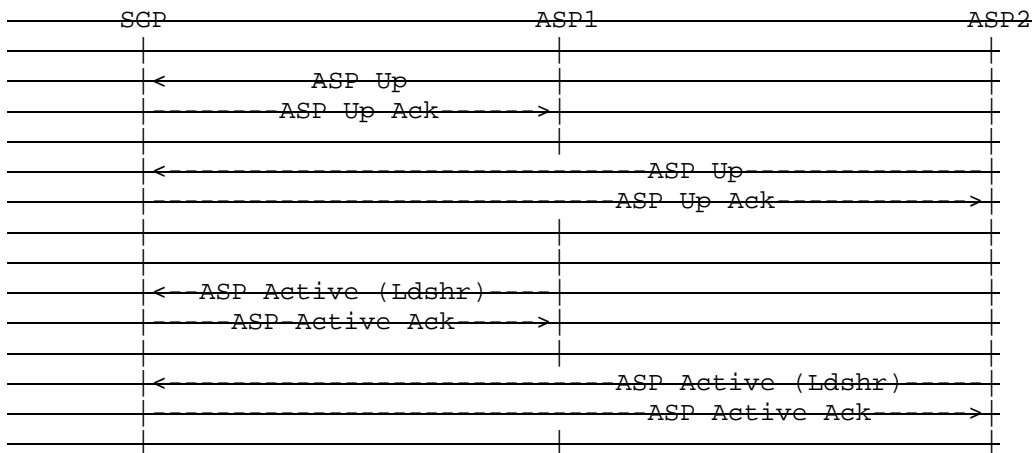 SGP ASP1 ASP2
ASP Up
ASP Up Ack
ASP Up
ASP Up Ack
ASP Active (Ldshr)
ASP Active Ack
ASP Active (Ldshr)
ASP Active Ack